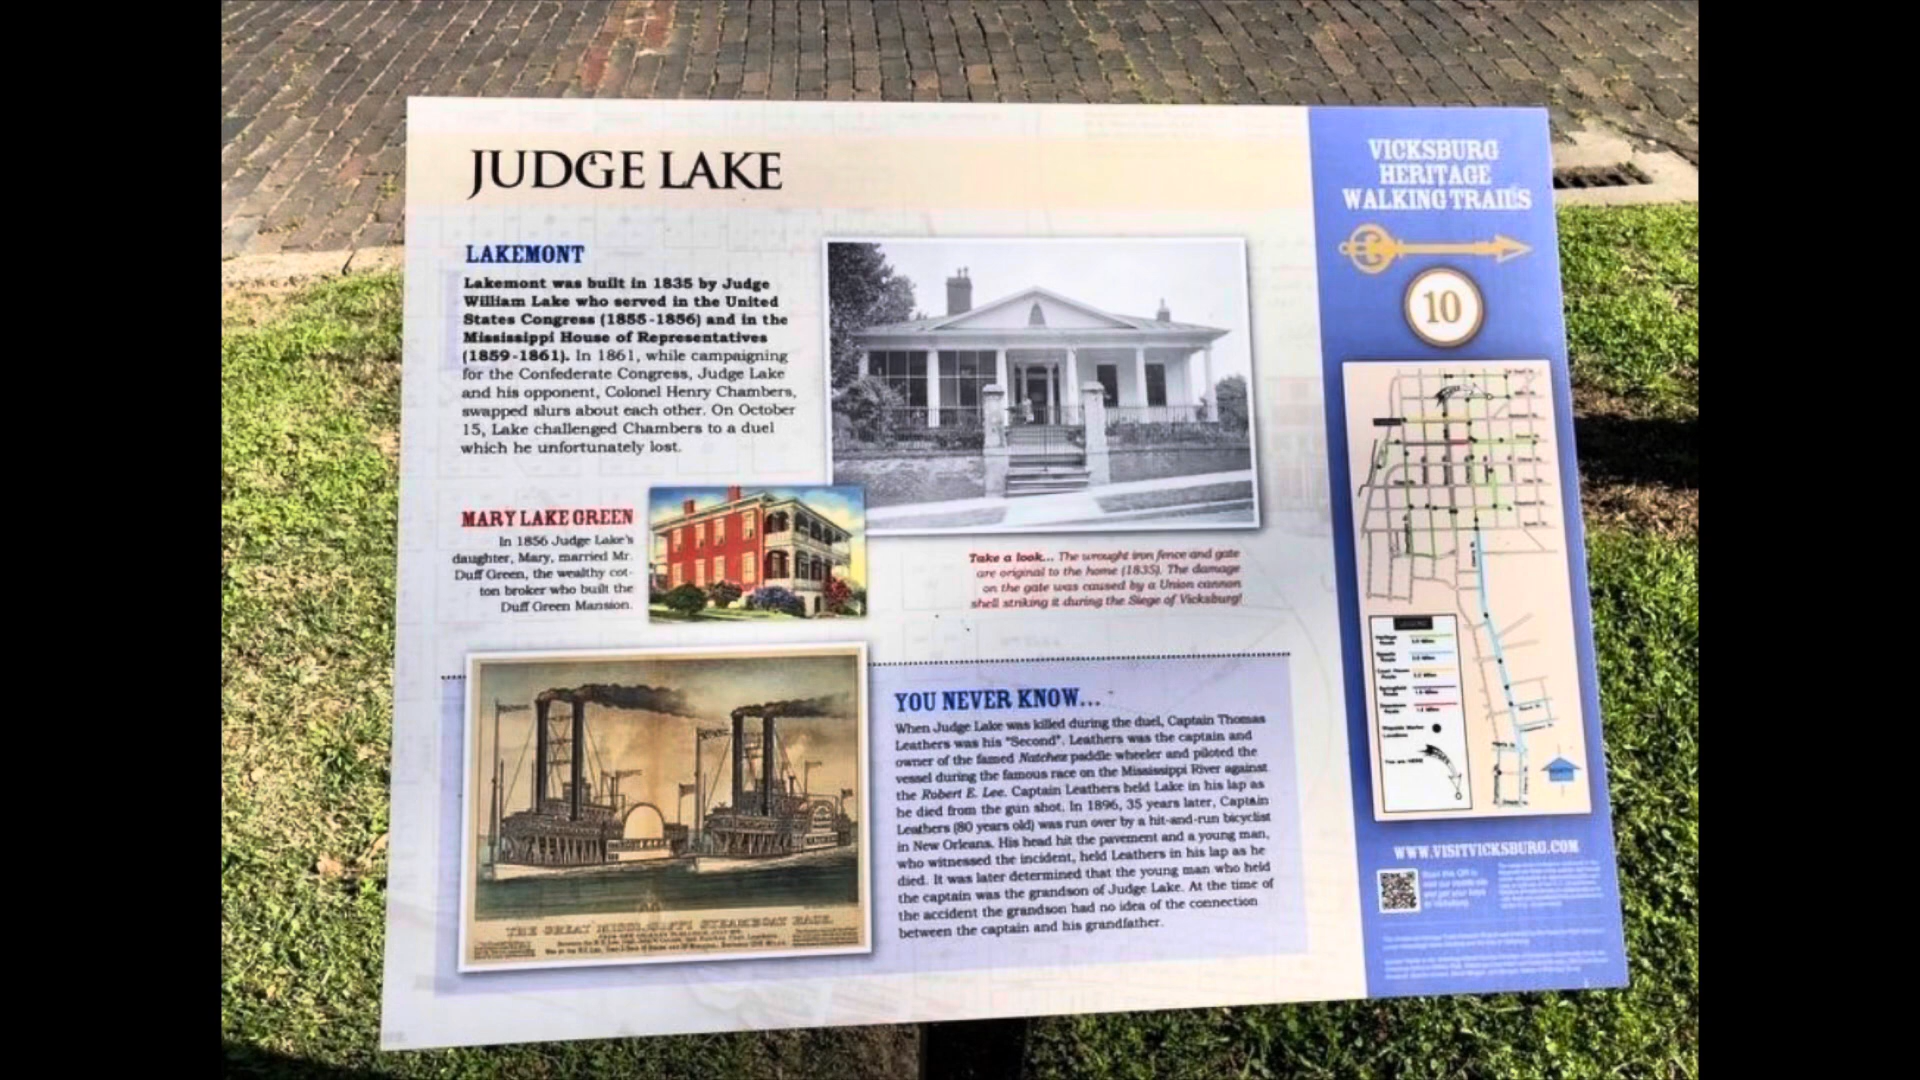 JUDGE LAKE
LAKEMONT
Lakemont was built in 1835 by Judge
William Lake who served in the United
States Congress (1855-1856) and in the
Mississippi House of Representatives
(1859-1861). In 1861, while campaigning
for the Confederate Congress, Judge Lake
and his opponent, Colonel Henry Chambers,
swapped slurs about each other. On October
15, Lake challenged Chambers to a duel
which he unfortunately lost.
MARY LAKE GREEN
In 1856 Judge Lake's
daughter, Mary, married Mr.
Duff Green, the wealthy cot-
ton broker who built the
Duff Green Mansion.
Take a look... The wrought iron fence and gate
are original to the home (1835). The damage
on the gate was caused by a Union cannon
shell striking it during the Siege of Vicksburg!
THE GREAT MISSISSIPPI STEAMBOAT RACE.
YOU NEVER KNOW...
When Judge Lake was killed during the duel, Captain Thomas
Leathers was his "Second". Leathers was the captain and
owner of the famed Natchez paddle wheeler and piloted the
vessel during the famous race on the Mississippi River against
the Robert E. Lee. Captain Leathers held Lake in his lap as
he died from the gun shot. In 1896, 35 years later, Captain
Leathers (80 years old) was run over by a hit-and-run bicyclist
in New Orleans. His head hit the pavement and a young man,
who witnessed the incident, held Leathers in his lap as he
died. It was later determined that the young man who held
the captain was the grandson of Judge Lake. At the time of
the accident the grandson had no idea of the connection
between the captain and his grandfather.
VICKSBURG
HERITAGE
WALKING TRAILS
10
LEGEND
WWW.VISITVICKSBURG.COM